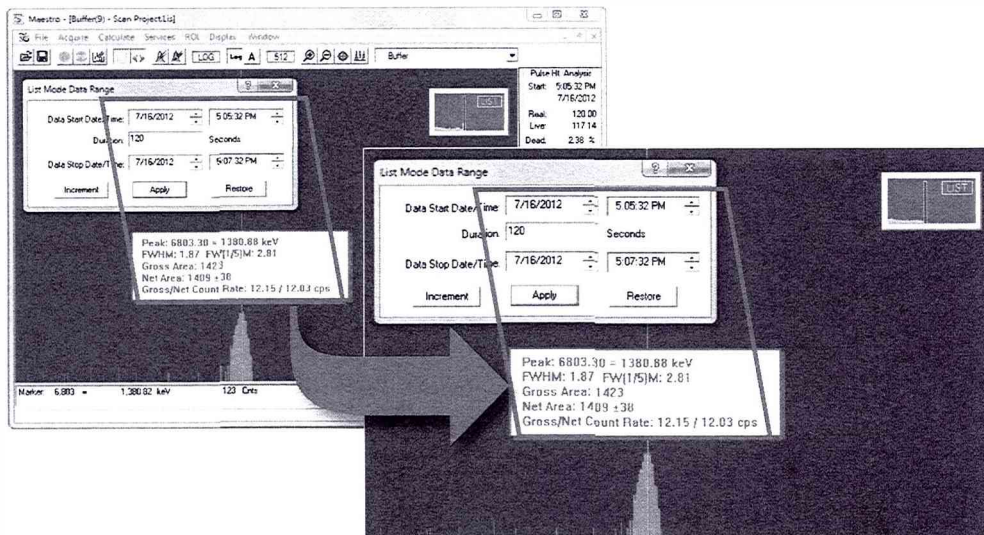 Maestro - [Buffer(9) - Scan Project.Lis]
File Acquire Calculate Services ROI Display Window
LOG Log A 512 Buffer
Pulse Ht. Analysis
Start: 5:05:32 PM
7/16/2012
Real: 120.00
Live: 117.14
Dead: 2.38 %
LIST
List Mode Data Range
Data Start Date/Time: 7/16/2012 5:05:32 PM
Duration: 120 Seconds
Data Stop Date/Time: 7/16/2012 5:07:32 PM
Increment Apply Restore
Peak: 6803.30 = 1380.88 keV
FWHM: 1.87 FW(1/5)M: 2.81
Gross Area: 1423
Net Area: 1409 ±38
Gross/Net Count Rate: 12.15 / 12.03 cps
Marker: 6,803 = 1,380.82 keV 123 Cnts
List Mode Data Range
Data Start Date/Time: 7/16/2012 5:05:32 PM
Duration: 120 Seconds
Data Stop Date/Time: 7/16/2012 5:07:32 PM
Increment Apply Restore
LIST
Peak: 6803.30 = 1380.88 keV
FWHM: 1.87 FW(1/5)M: 2.81
Gross Area: 1423
Net Area: 1409 ±38
Gross/Net Count Rate: 12.15 / 12.03 cps